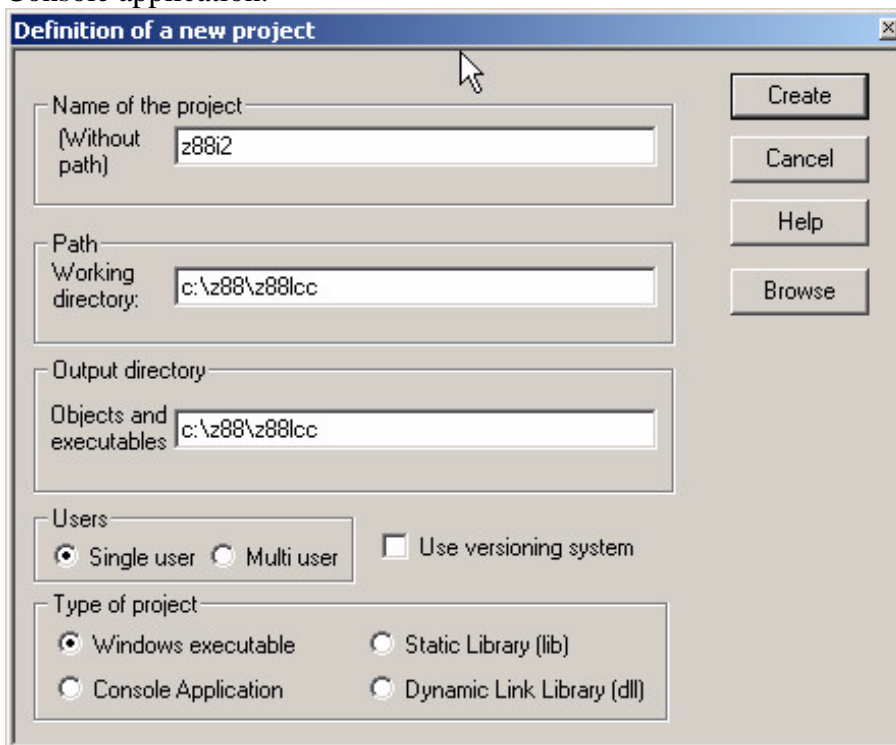 Console application.
Definition of a new project
Name of the project
(Without path)
z88i2
Create
Cancel
Help
Browse
Path
Working directory:
c:\z88\z88lcc
Output directory
Objects and executables
c:\z88\z88lcc
Users
Single user
Multi user
Use versioning system
Type of project
Windows executable
Static Library (lib)
Console Application
Dynamic Link Library (dll)